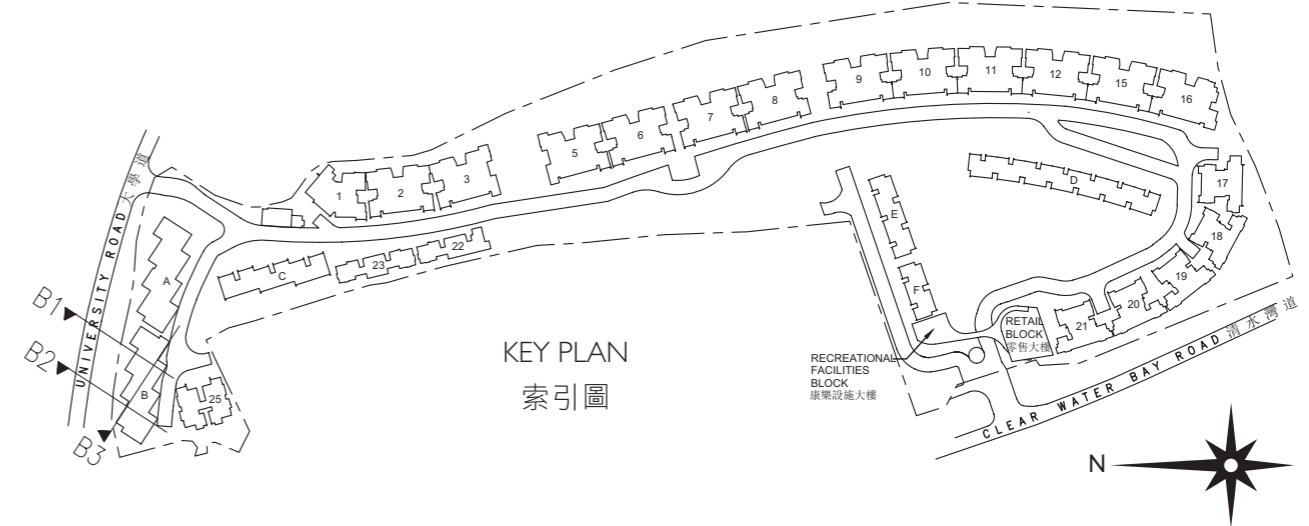 9
10
11
12
15
16
8
7
6
5
3
2
1
17
18
19
20
21
D
E
F
C
23
22
A
B
25
UNIVERSITY ROAD 大學道
B1
B2
B3
KEY PLAN
索引圖
RECREATIONAL
FACILITIES
BLOCK
康樂設施大樓
RETAIL
BLOCK
零售大樓
CLEAR WATER BAY ROAD 清水灣道
N